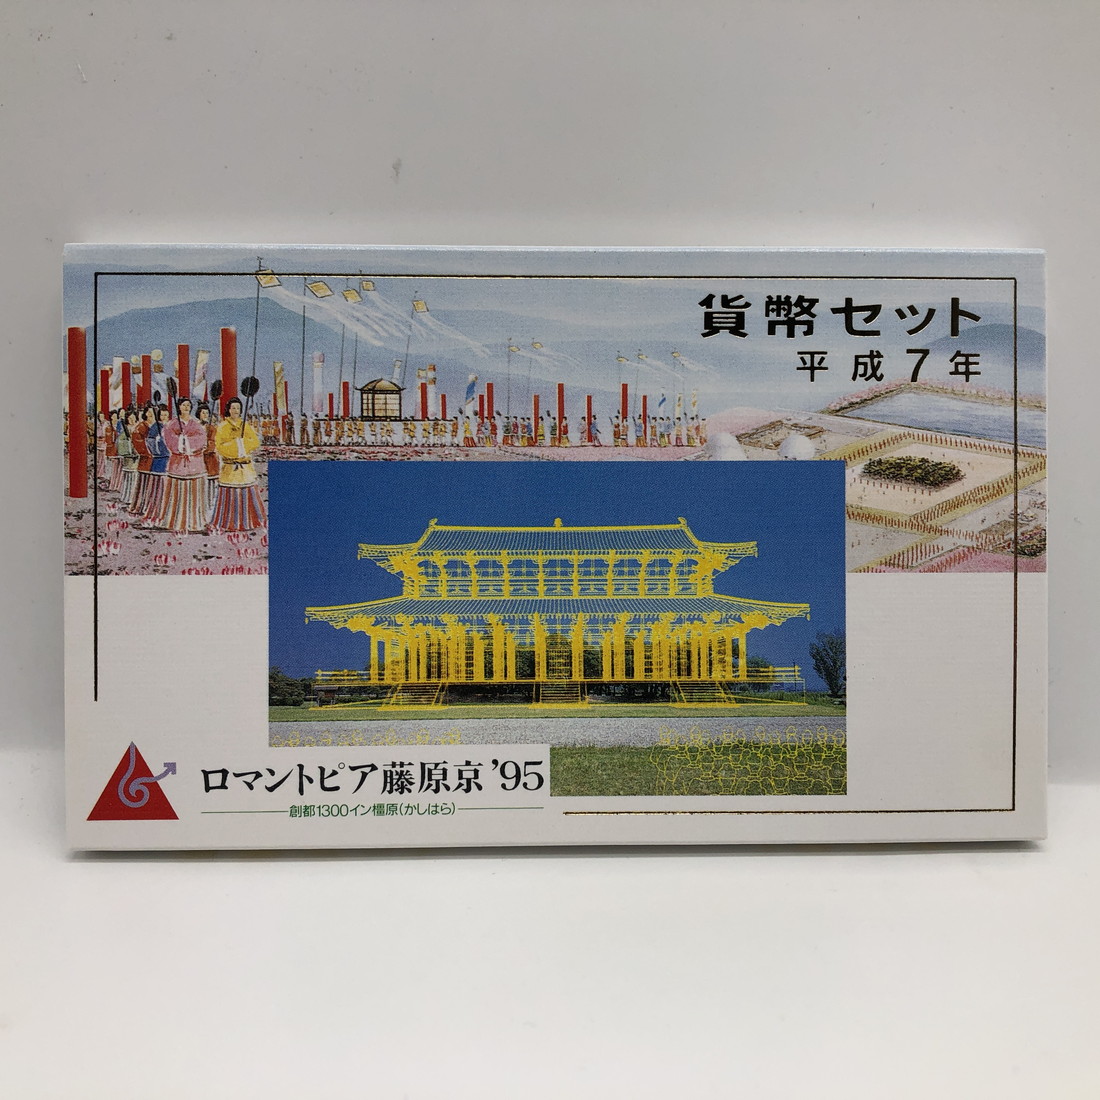 貨幣セット
平成7年
ロマントピア藤原京’95
創都1300イン橿原(かしはら)